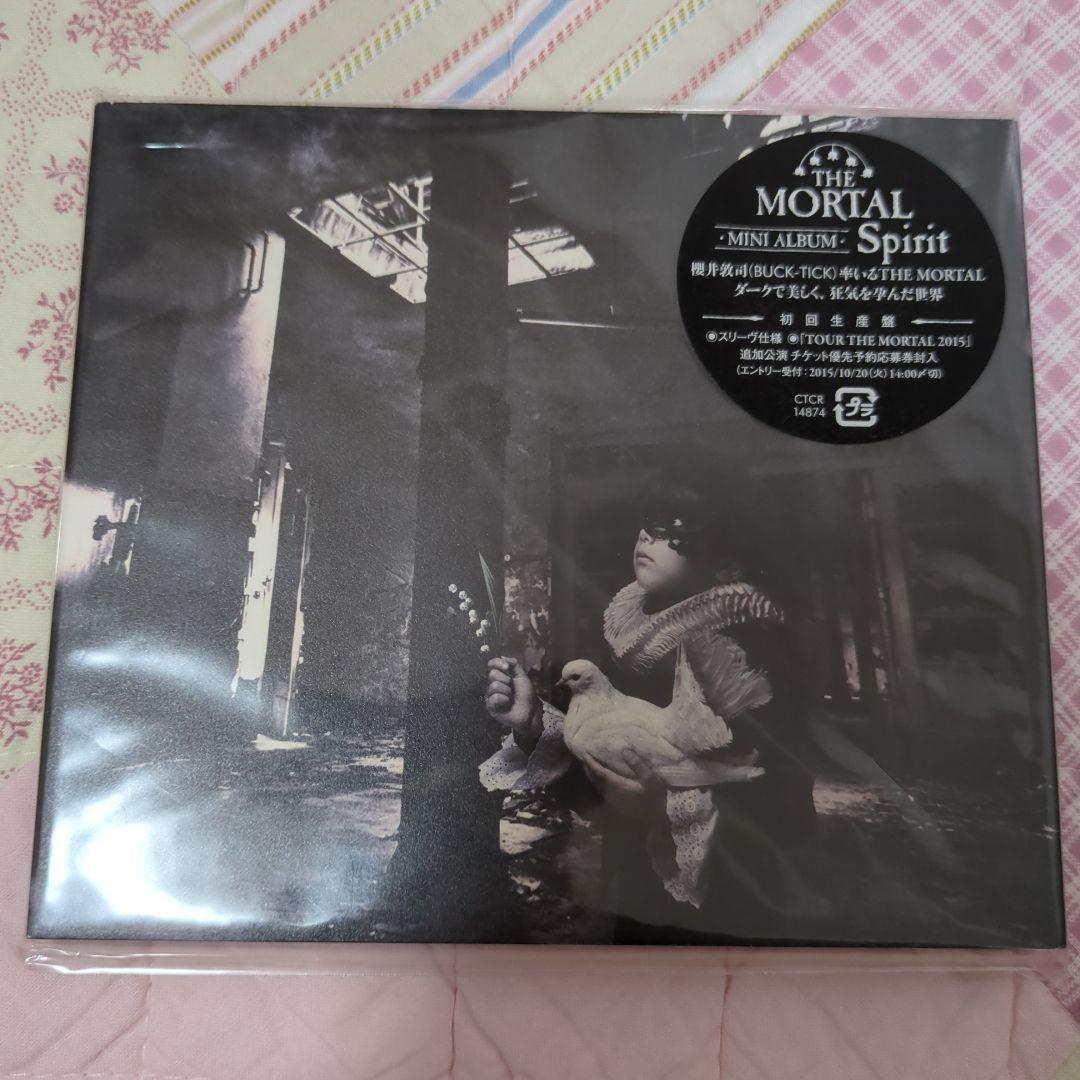 THE
MORTAL
・MINI ALBUM・ Spirit
櫻井敦司(BUCK-TICK)率いるTHE MORTAL
ダークで美しく、狂気を孕んだ世界
初回生産盤
◉スリーヴ仕様 ◉「TOUR THE MORTAL 2015」
追加公演 チケット優先予約応募券封入
(エントリー受付：2015/10/20(火)14:00〆切)
CTCR
14874
プラ